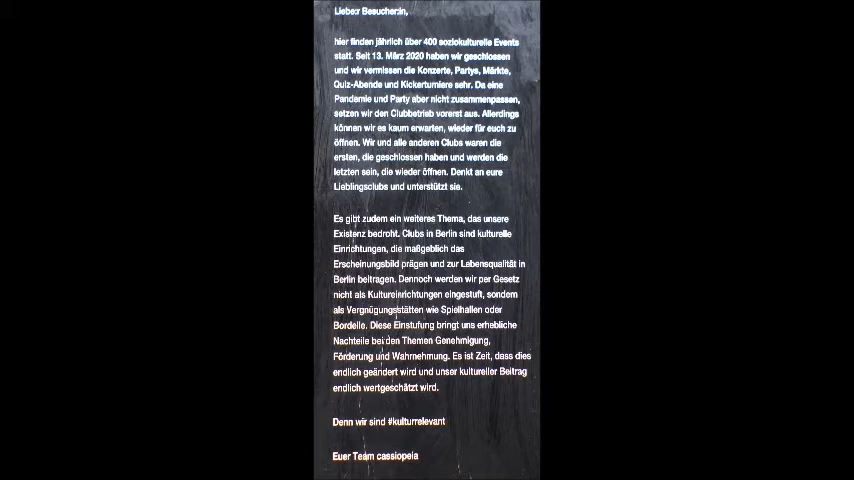 Liebe:r Besucher:in,
hier finden jährlich über 400 soziokulturelle Events
statt. Seit 13. März 2020 haben wir geschlossen
und wir vermissen die Konzerte, Partys, Märkte,
Quiz-Abende und Kickerturniere sehr. Da eine
Pandemie und Party aber nicht zusammenpassen,
setzen wir den Clubbetrieb vorerst aus. Allerdings
können wir es kaum erwarten, wieder für euch zu
öffnen. Wir und alle anderen Clubs waren die
ersten, die geschlossen haben und werden die
letzten sein, die wieder öffnen. Denkt an eure
Lieblingsclubs und unterstützt sie.
Es gibt zudem ein weiteres Thema, das unsere
Existenz bedroht. Clubs in Berlin sind kulturelle
Einrichtungen, die maßgeblich das
Erscheinungsbild prägen und zur Lebensqualität in
Berlin beitragen. Dennoch werden wir per Gesetz
nicht als Kultureinrichtungen eingestuft, sondern
als Vergnügungsstätten wie Spielhallen oder
Bordelle. Diese Einstufung bringt uns erhebliche
Nachteile bei den Themen Genehmigung,
Förderung und Wahrnehmung. Es ist Zeit, dass dies
endlich geändert wird und unser kultureller Beitrag
endlich wertgeschätzt wird.
Denn wir sind #kulturrelevant
Euer Team cassiopeia